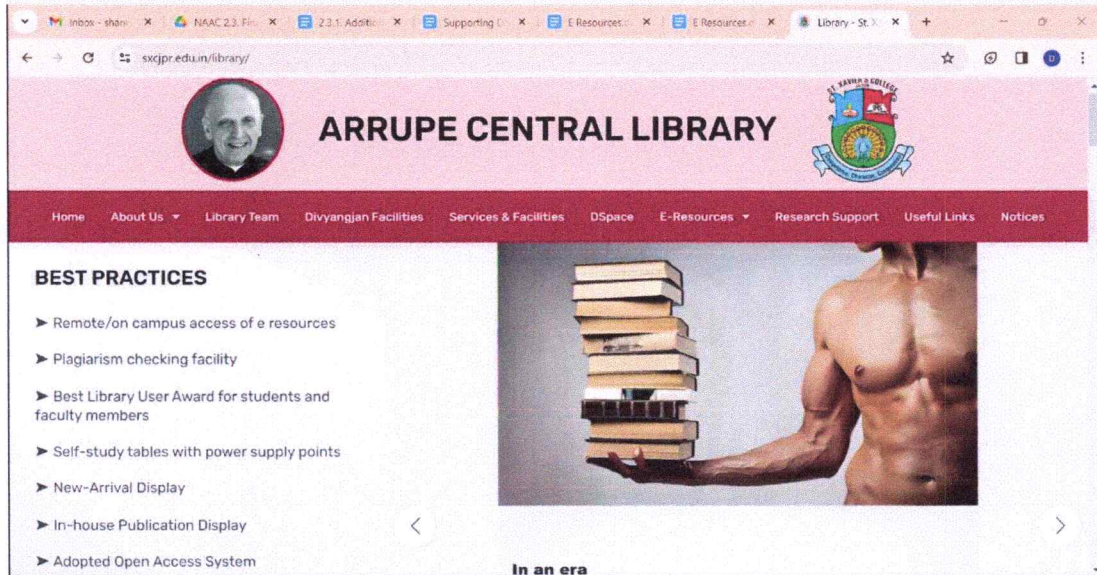 Inbox - shan
NAAC 2.3. Fi
2.3.1. Additi
Supporting D
E Resources
E Resources
Library - St. X
sxcjpr.edu.in/library/
ARRUPE CENTRAL LIBRARY
ST. XAVIER'S COLLEGE
Home
About Us
Library Team
Divyangjan Facilities
Services & Facilities
DSpace
E-Resources
Research Support
Useful Links
Notices
BEST PRACTICES
➤ Remote/on campus access of e resources
➤ Plagiarism checking facility
➤ Best Library User Award for students and
faculty members
➤ Self-study tables with power supply points
➤ New-Arrival Display
➤ In-house Publication Display
➤ Adopted Open Access System
In an era